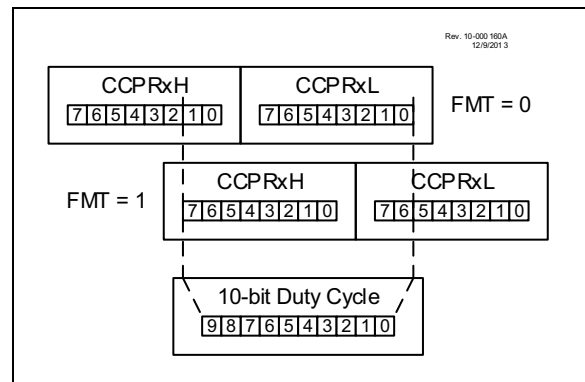 Rev. 10-000 160A
12/9/201 3
CCPRxH CCPRxL
7 6 5 4 3 2 1 0 7 6 5 4 3 2 1 0 FMT = 0
CCPRxH CCPRxL
FMT = 1 7 6 5 4 3 2 1 0 7 6 5 4 3 2 1 0
10-bit Duty Cycle
9 8 7 6 5 4 3 2 1 0